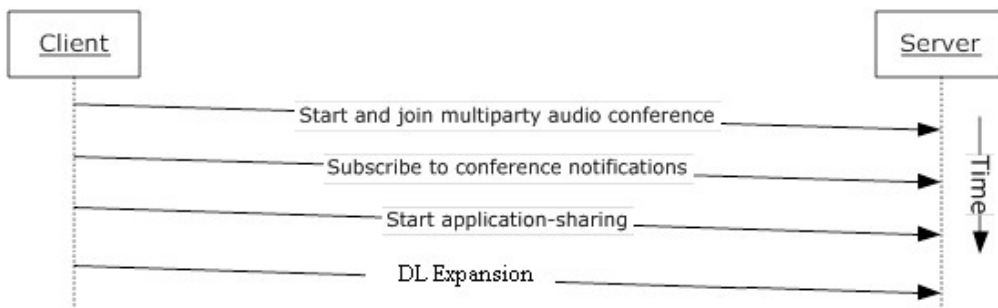 Client
Server
Start and join multiparty audio conference
Subscribe to conference notifications
Start application-sharing
DL Expansion
Time